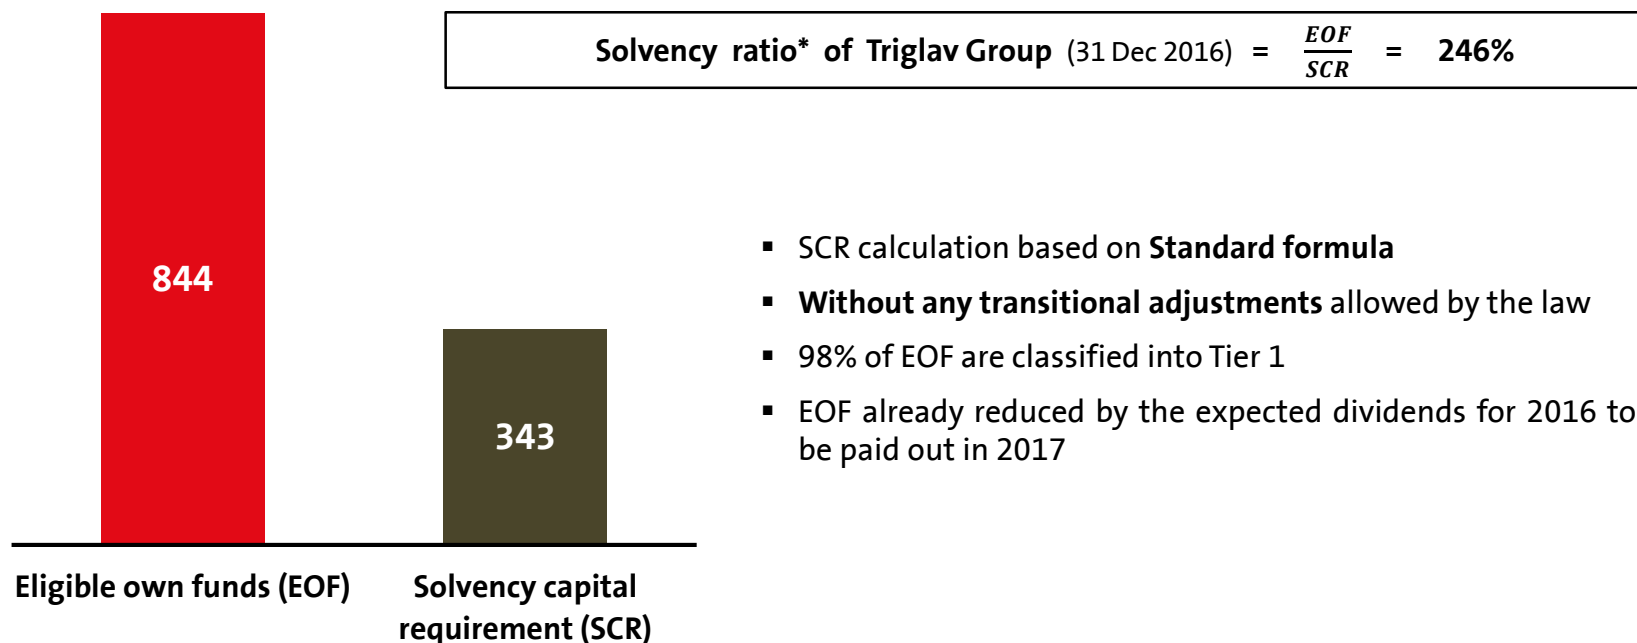 Solvency ratio* of Triglav Group (31 Dec 2016) = EOF/SCR = 246%
844
343
▪ SCR calculation based on Standard formula
▪ Without any transitional adjustments allowed by the law
▪ 98% of EOF are classified into Tier 1
▪ EOF already reduced by the expected dividends for 2016 to
be paid out in 2017
Eligible own funds (EOF)
Solvency capital
requirement (SCR)